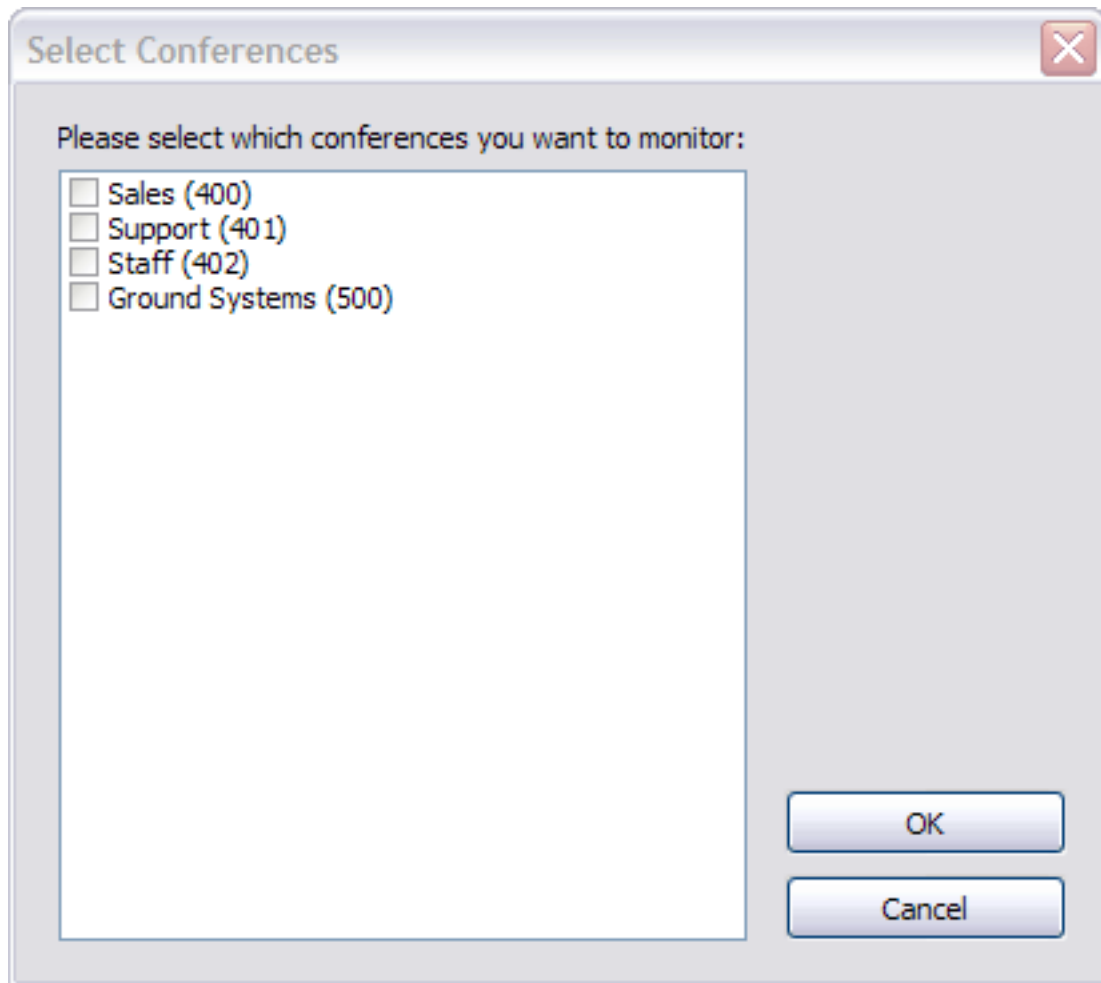 Select Conferences
Please select which conferences you want to monitor:
Sales (400)
Support (401)
Staff (402)
Ground Systems (500)
OK
Cancel